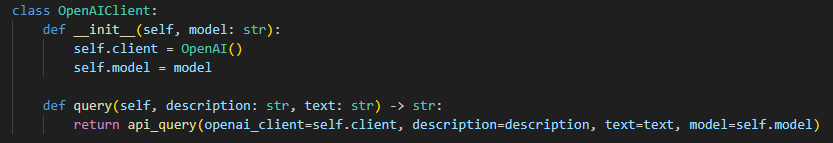 class OpenAIClient:
    def __init__(self, model: str):
        self.client = OpenAI()
        self.model = model

    def query(self, description: str, text: str) -> str:
        return api_query(openai_client=self.client, description=description, text=text, model=self.model)